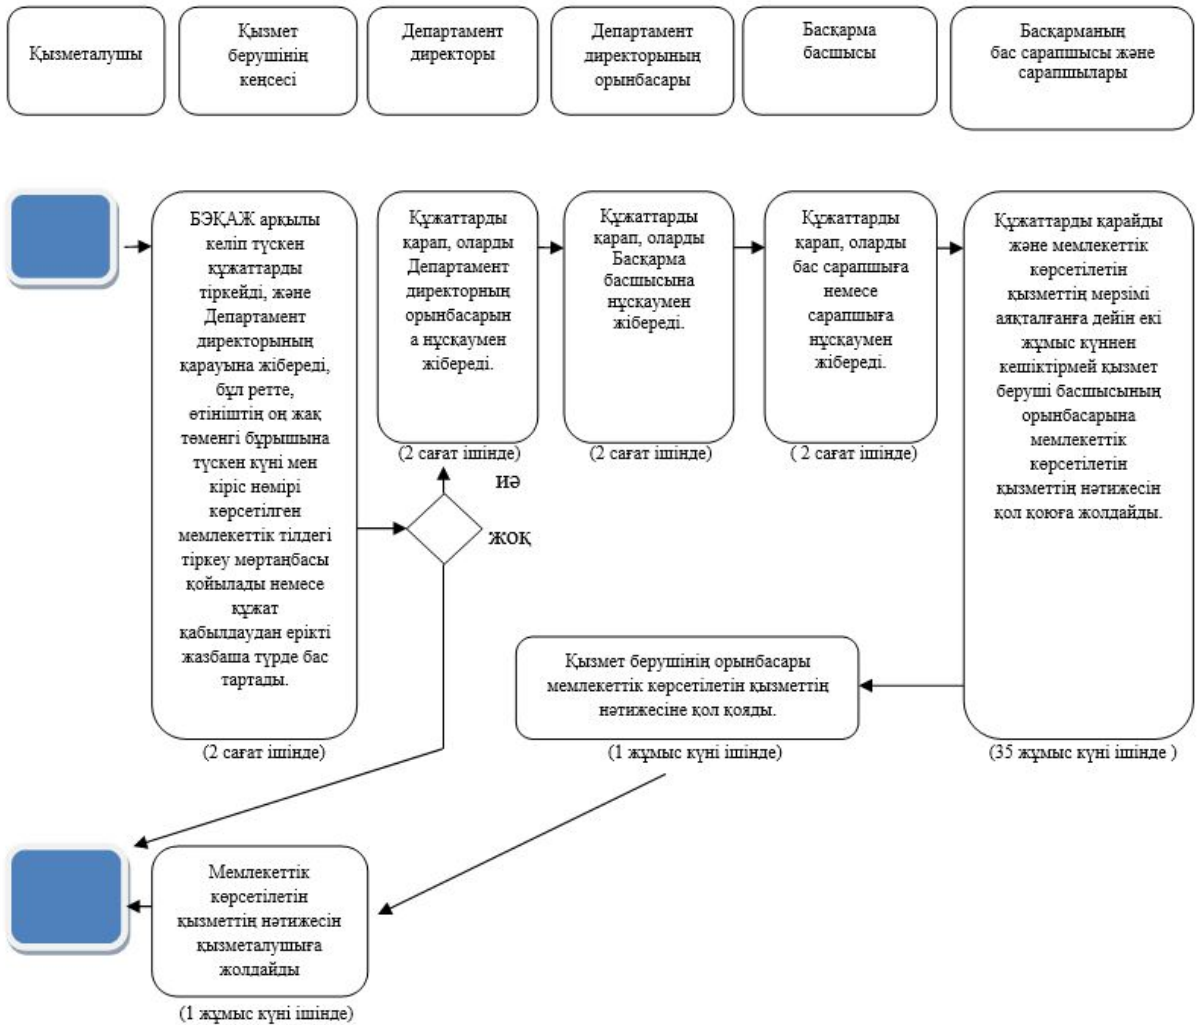 Қызметалушы
Қызмет
берушінің
кеңсесі
Департамент
директоры
Департамент
директорының
орынбасары
Басқарма
басшысы
Басқарманың
бас сарапшысы және
сарапшылары
БЭҚАЖ арқылы
келіп түскен
құжаттарды
тіркейді, және
Департамент
директорының
қарауына жібереді,
бұл ретте,
өтініштің оң жақ
төменгі бұрышына
түскен күні мен
кіріс нөмірі
көрсетілген
мемлекеттік тілдегі
тіркеу мөртаңбасы
қойылады немесе
құжат
қабылдаудан ерікті
жазбаша түрде бас
тартады.
(2 сағат ішінде)
Құжаттарды
қарап, оларды
Департамент
директорның
орынбасарын
а нұсқаумен
жібереді.
(2 сағат ішінде)
иә
жоқ
Құжаттарды
қарап, оларды
Басқарма
басшысына
нұсқаумен
жібереді.
(2 сағат ішінде)
Құжаттарды
қарап, оларды
бас сарапшыға
немесе
сарапшыға
нұсқаумен
жібереді.
( 2 сағат ішінде)
Құжаттарды қарайды
және мемлекеттік
көрсетілетін
қызметтің мерзімі
аяқталғанға дейін екі
жұмыс күннен
кешіктірмей қызмет
беруші басшысының
орынбасарына
мемлекеттік
көрсетілетін
қызметтің нәтижесін
қол қоюға жолдайды.
(35 жұмыс күні ішінде )
Қызмет берушінің орынбасары
мемлекеттік көрсетілетін қызметтің
нәтижесіне қол қояды.
(1 жұмыс күні ішінде)
Мемлекеттік
көрсетілетін
қызметтің нәтижесін
қызметалушыға
жолдайды
(1 жұмыс күні ішінде)